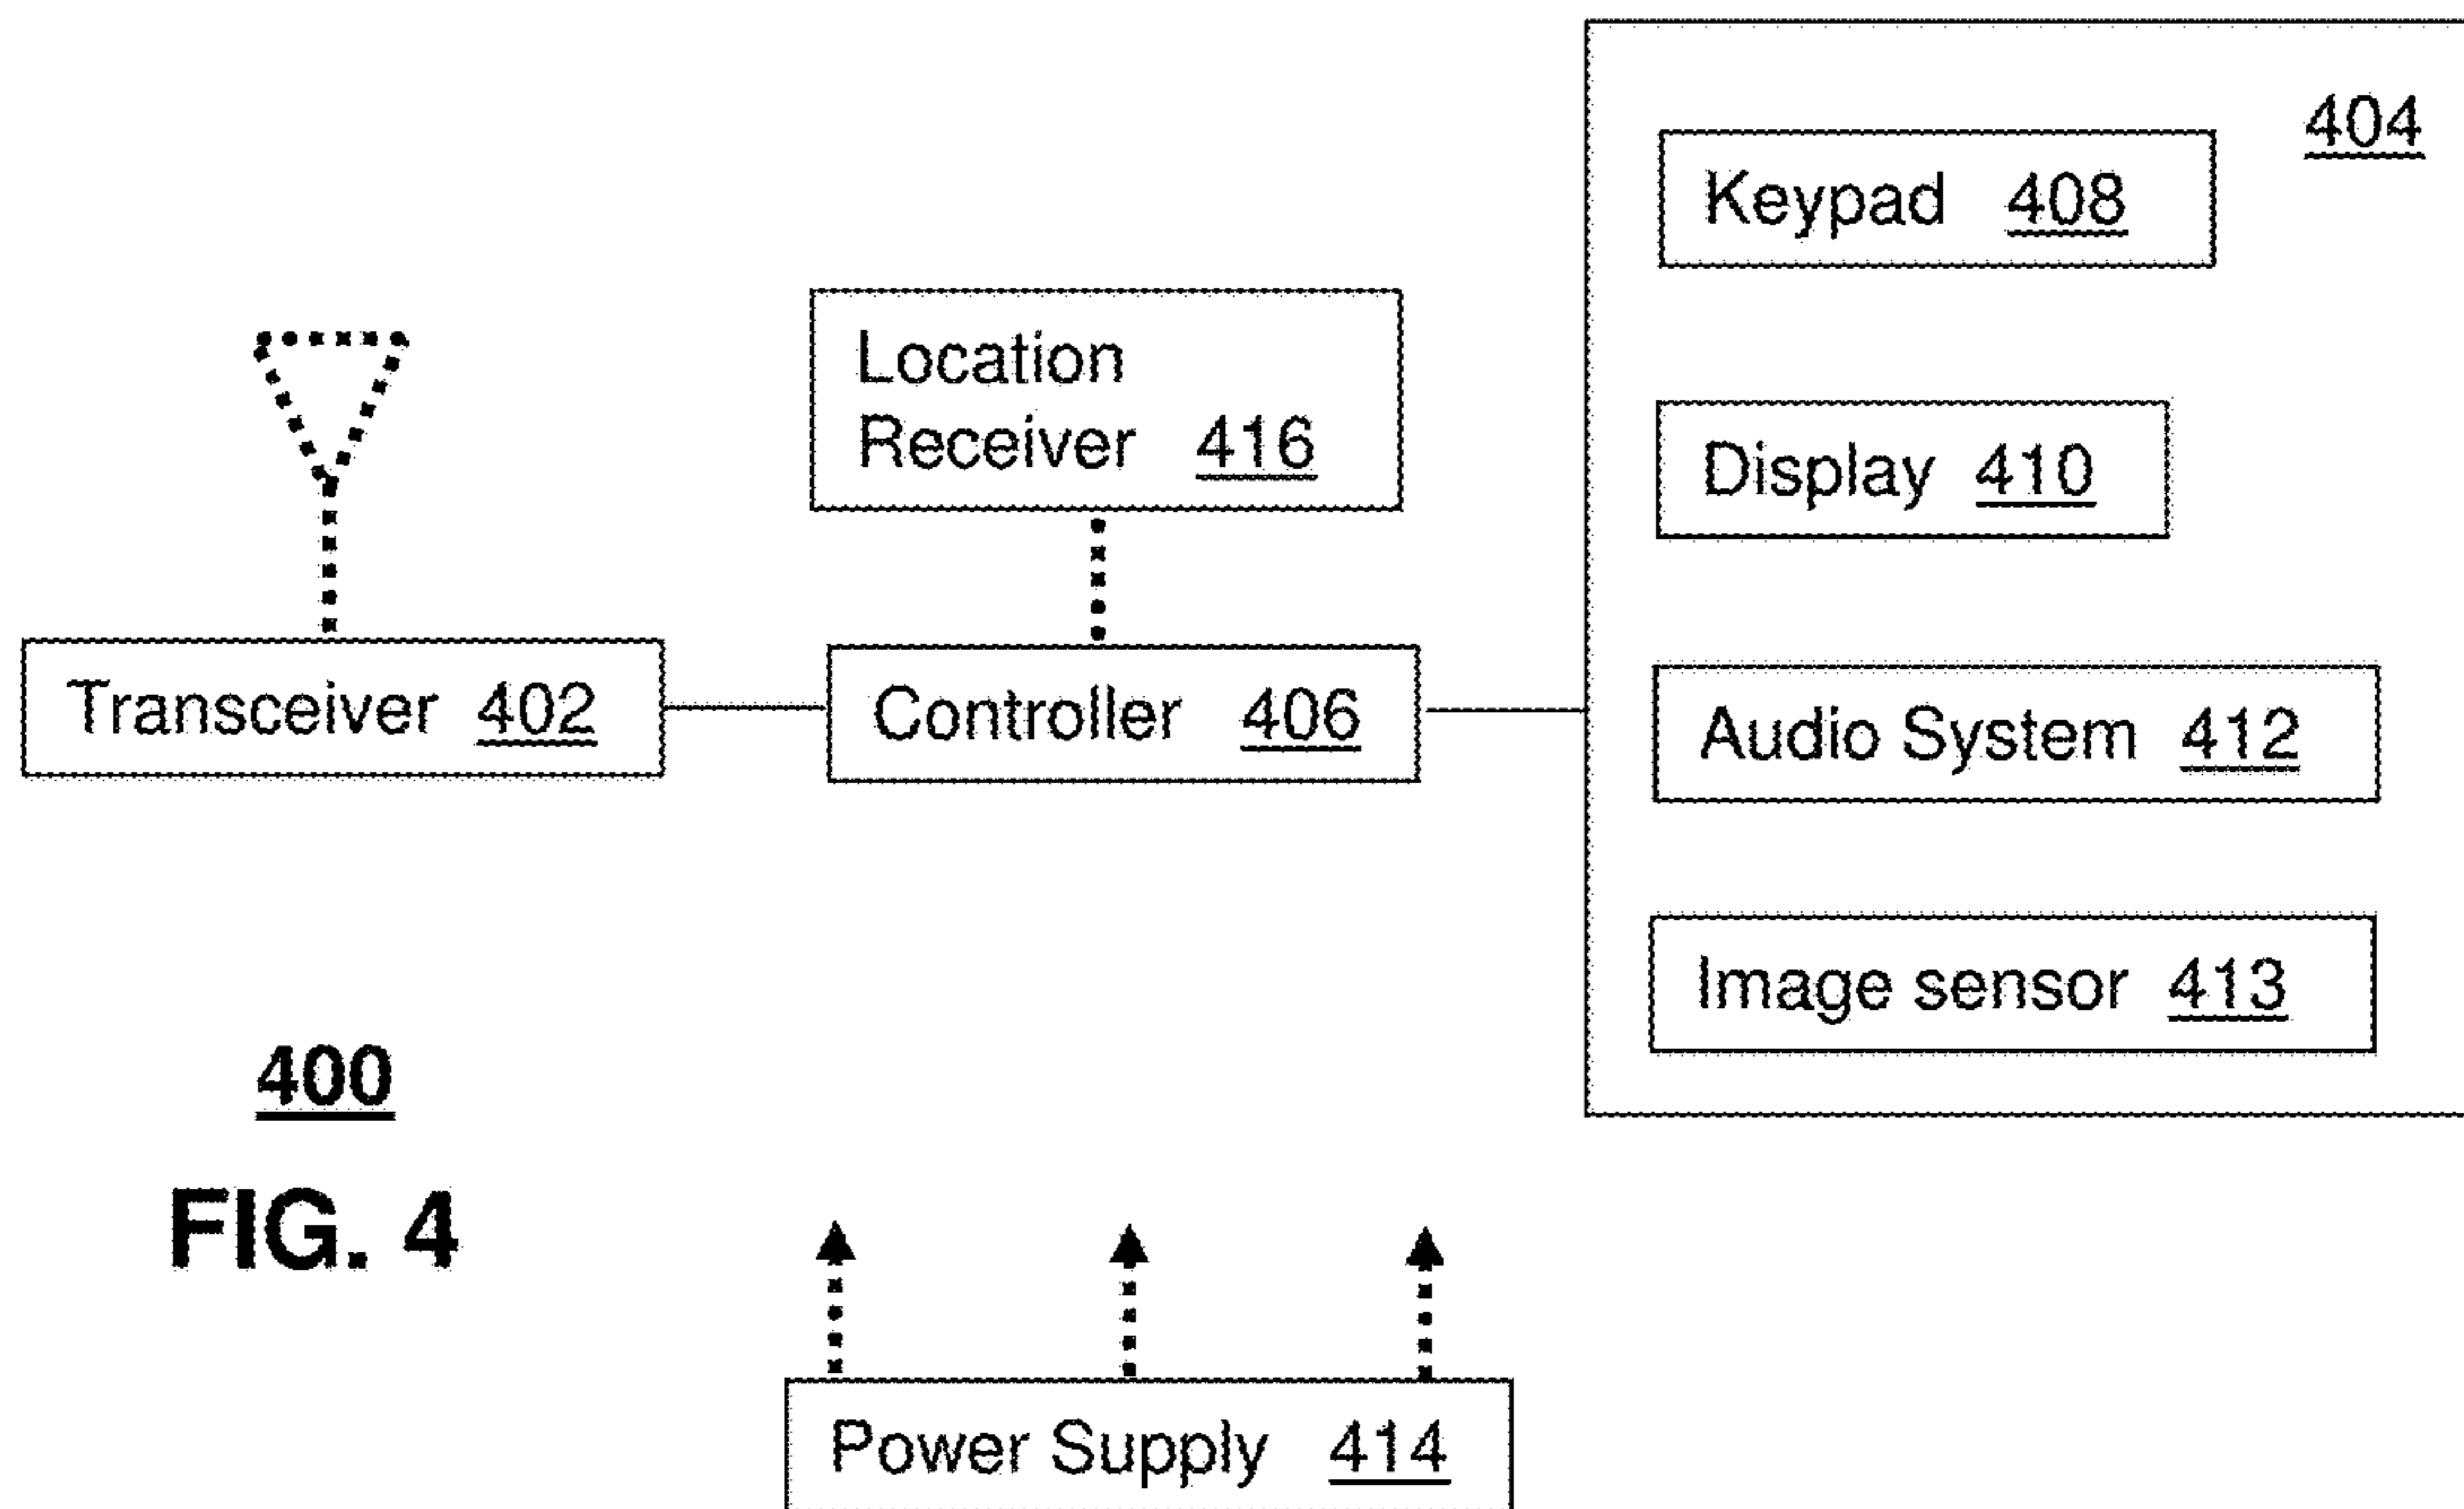 404
Keypad 408
Location
Receiver 416
Display 410
Transceiver 402
Controller 406
Audio System 412
Image sensor 413
400
FIG. 4
Power Supply 414